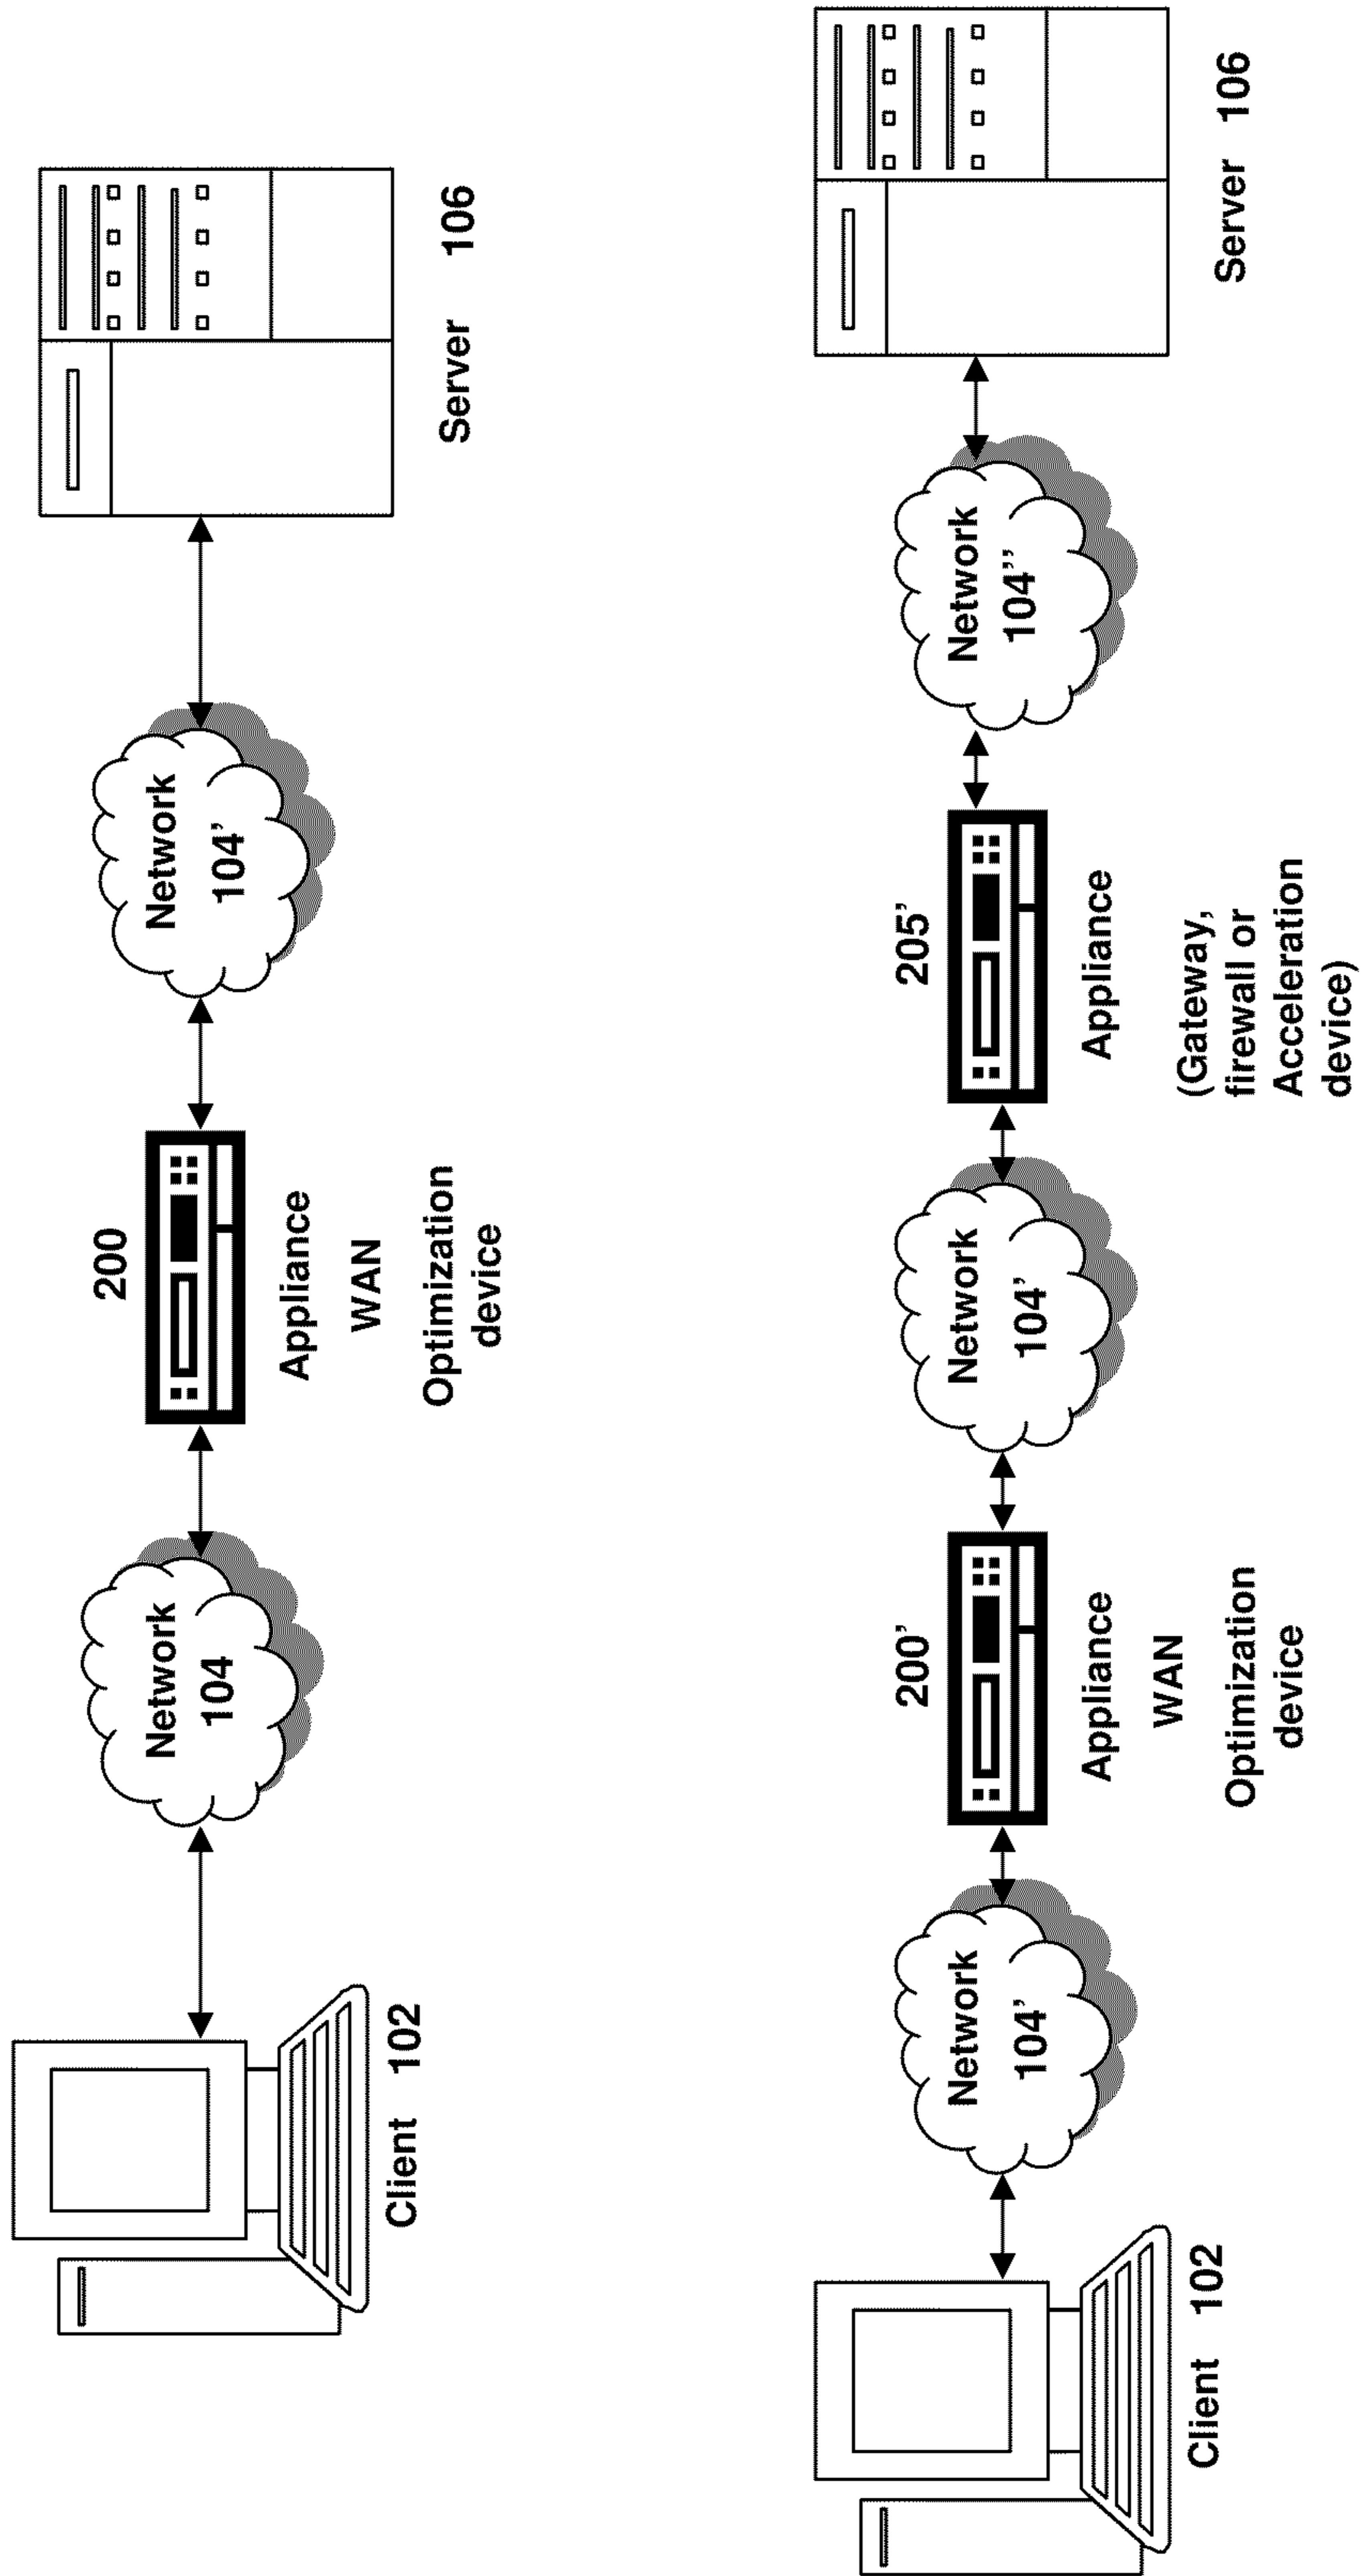 Client 102
Network
104
200
Appliance
WAN
Optimization
device
Network
104’
Server 106
Client 102
Network
104’
200’
Appliance
WAN
Optimization
device
Network
104’
205’
Appliance
(Gateway,
firewall or
Acceleration
device)
Network
104’’
Server 106